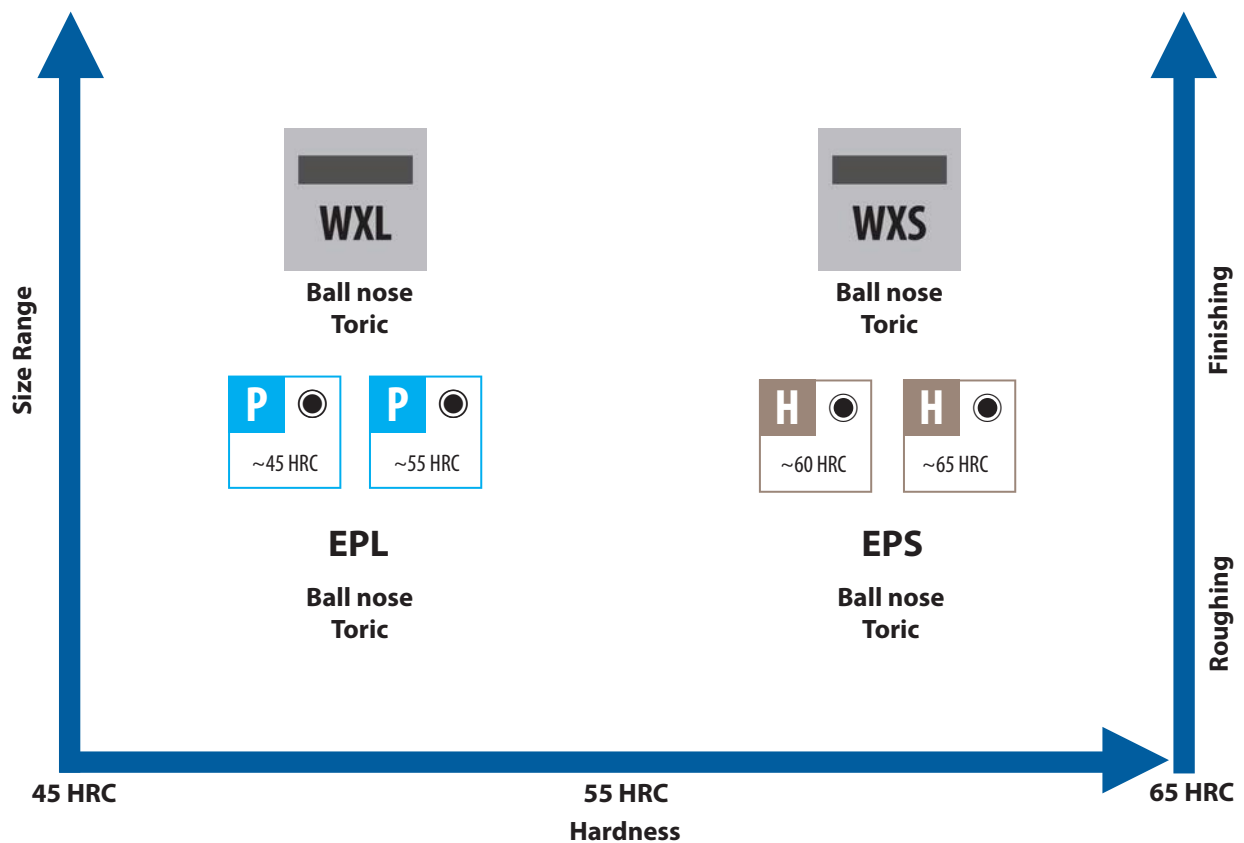 WXL
WXS
Ball nose
Toric
Ball nose
Toric
Size Range
Finishing
P
P
H
H
~45 HRC
~55 HRC
~60 HRC
~65 HRC
EPL
EPS
Ball nose
Toric
Ball nose
Toric
Roughing
45 HRC
55 HRC
65 HRC
Hardness